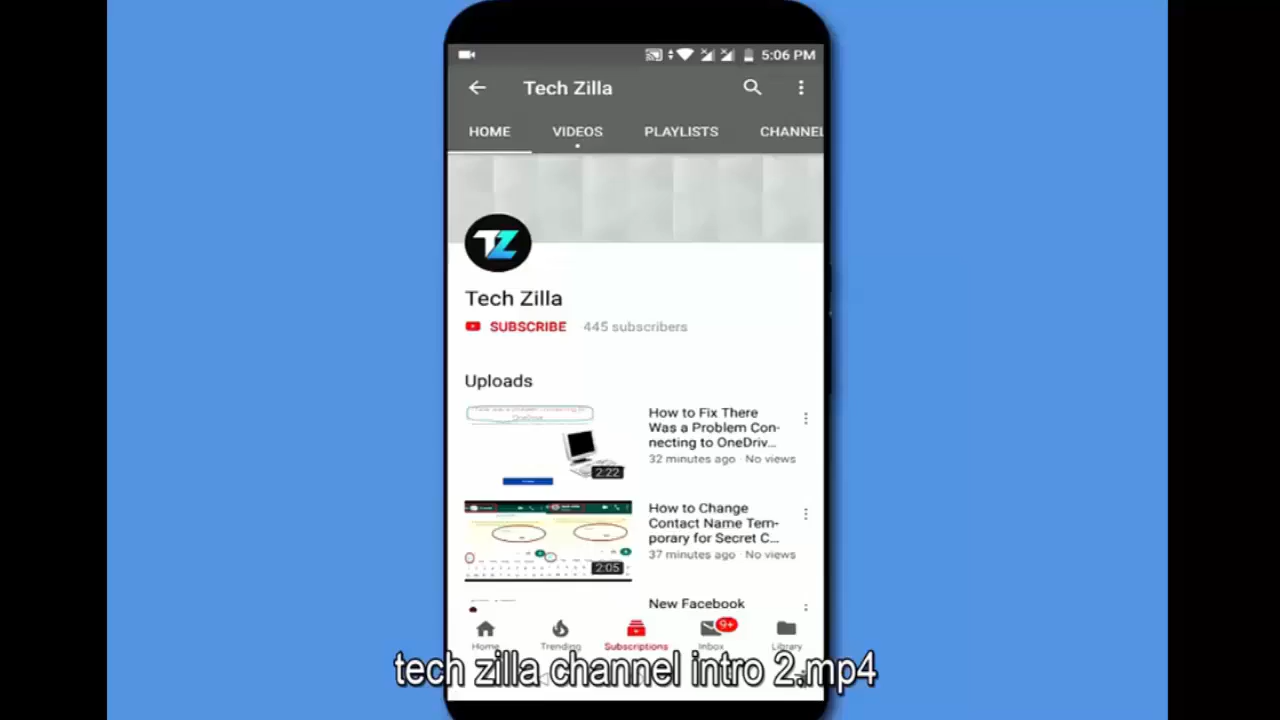 5:06 PM
Tech Zilla
HOME VIDEOS PLAYLISTS CHANNEL
TZ
Tech Zilla
SUBSCRIBE 445 subscribers
Uploads
How to Fix There
Was a Problem Con-
necting to OneDriv...
32 minutes ago · No views
2:22
How to Change
Contact Name Tem-
porary for Secret C...
37 minutes ago · No views
2:05
New Facebook
9+
Home Trending Subscriptions Inbox Library
tech zilla channel intro 2.mp4